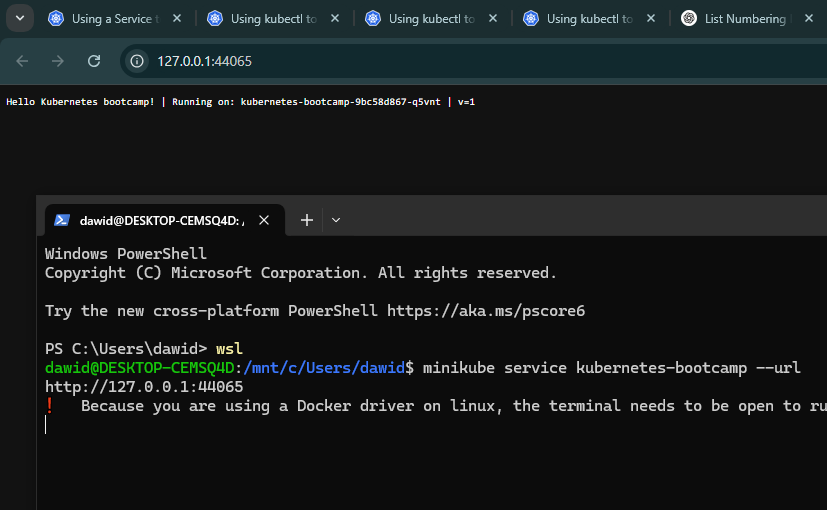 Using a Service t
Using kubectl to
Using kubectl to
Using kubectl to
List Numbering
127.0.0.1:44065
Hello Kubernetes bootcamp! | Running on: kubernetes-bootcamp-9bc58d867-q5vnt | v=1
dawid@DESKTOP-CEMSQ4D: /
Windows PowerShell
Copyright (C) Microsoft Corporation. All rights reserved.
Try the new cross-platform PowerShell https://aka.ms/pscore6
PS C:\Users\dawid> wsl
dawid@DESKTOP-CEMSQ4D:/mnt/c/Users/dawid$ minikube service kubernetes-bootcamp --url
http://127.0.0.1:44065
! Because you are using a Docker driver on linux, the terminal needs to be open to ru